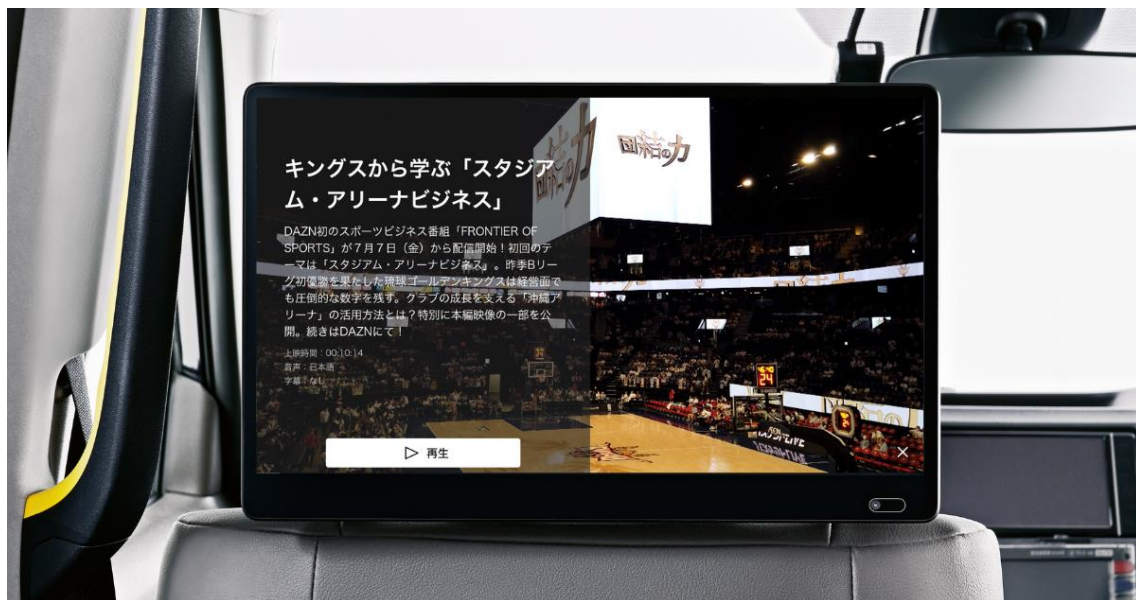 キングスから学ぶ「スタジア
ム・アリーナビジネス」
DAZN初のスポーツビジネス番組「FRONTIER OF
SPORTS」が7月7日（金）から配信開始！初回のテ
ーマは「スタジアム・アリーナビジネス」。昨季Bリー
グ初優勝を果たした琉球ゴールデンキングスは経営面で
も圧倒的な数字を残す。クラブの成長を支える「沖縄ア
リーナ」の活用方法とは？特別に本編映像の一部を公
開。続きはDAZNにて！
上映時間：00:10:14
音声：日本語
字幕：なし
再生
団結の力
団結の力
24